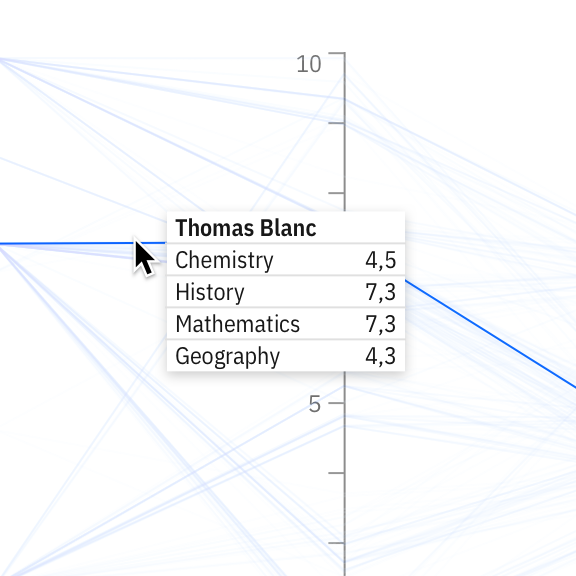 10
Thomas Blanc
Chemistry 4,5
History 7,3
Mathematics 7,3
Geography 4,3
5